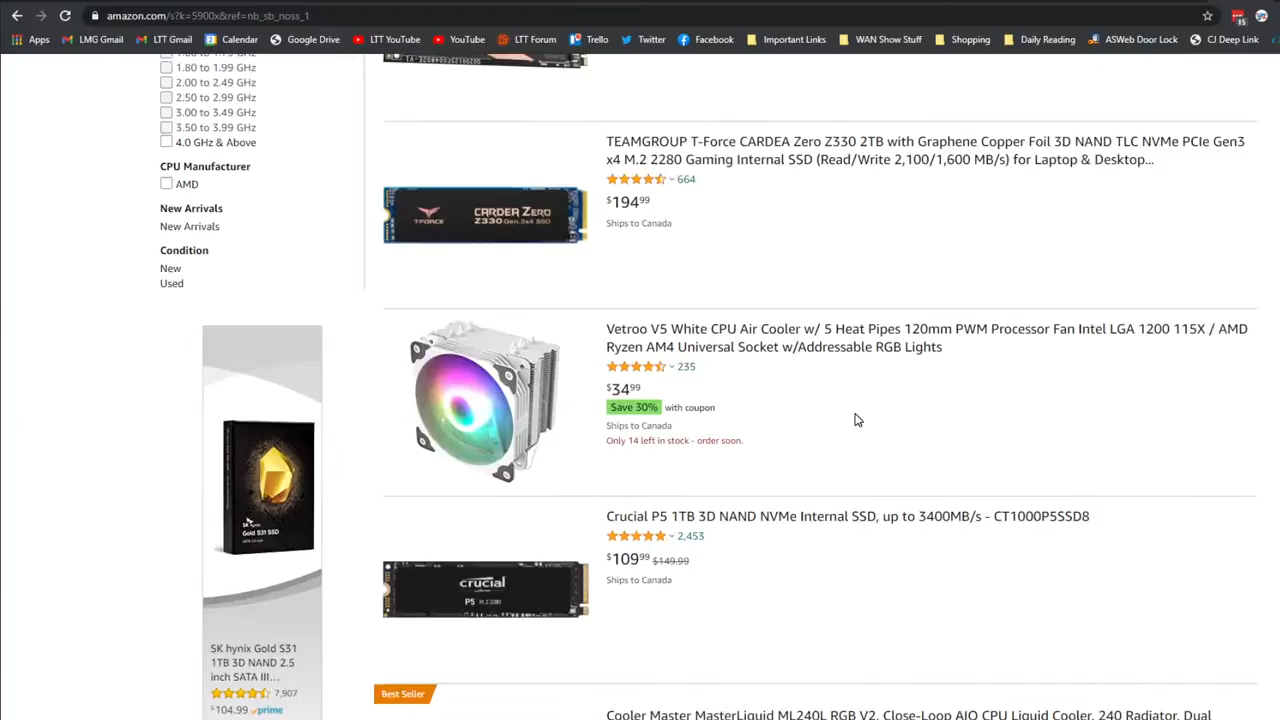 amazon.com/s?k=5900x&ref=nb_sb_noss_1
15
Apps
LMG Gmail
LTT Gmail
Calendar
Google Drive
LTT YouTube
YouTube
LTT Forum
Trello
Twitter
Facebook
Important Links
WAN Show Stuff
Shopping
Daily Reading
ASWeb Door Lock
CJ Deep Link
1.80 to 1.99 GHz
2.00 to 2.49 GHz
2.50 to 2.99 GHz
3.00 to 3.49 GHz
3.50 to 3.99 GHz
4.0 GHz & Above
CPU Manufacturer
AMD
New Arrivals
New Arrivals
Condition
New
Used
SK hynix
Gold S31 SSD
SK hynix Gold S31
1TB 3D NAND 2.5
inch SATA III...
7,907
$104.99 prime
TEAMGROUP T-Force CARDEA Zero Z330 2TB with Graphene Copper Foil 3D NAND TLC NVMe PCIe Gen3
x4 M.2 2280 Gaming Internal SSD (Read/Write 2,100/1,600 MB/s) for Laptop & Desktop...
664
$19499
Ships to Canada
T-FORCE
CARDEA ZERO
Z330 Gen.3x4 SSD
Vetroo V5 White CPU Air Cooler w/ 5 Heat Pipes 120mm PWM Processor Fan Intel LGA 1200 115X / AMD
Ryzen AM4 Universal Socket w/Addressable RGB Lights
235
$3499
Save 30% with coupon
Ships to Canada
Only 14 left in stock - order soon.
Crucial P5 1TB 3D NAND NVMe Internal SSD, up to 3400MB/s - CT1000P5SSD8
2,453
$10999 $149.99
Ships to Canada
crucial
P5 M.2 2280
Best Seller
Cooler Master MasterLiquid ML240L RGB V2, Close-Loop AIO CPU Liquid Cooler, 240 Radiator, Dual